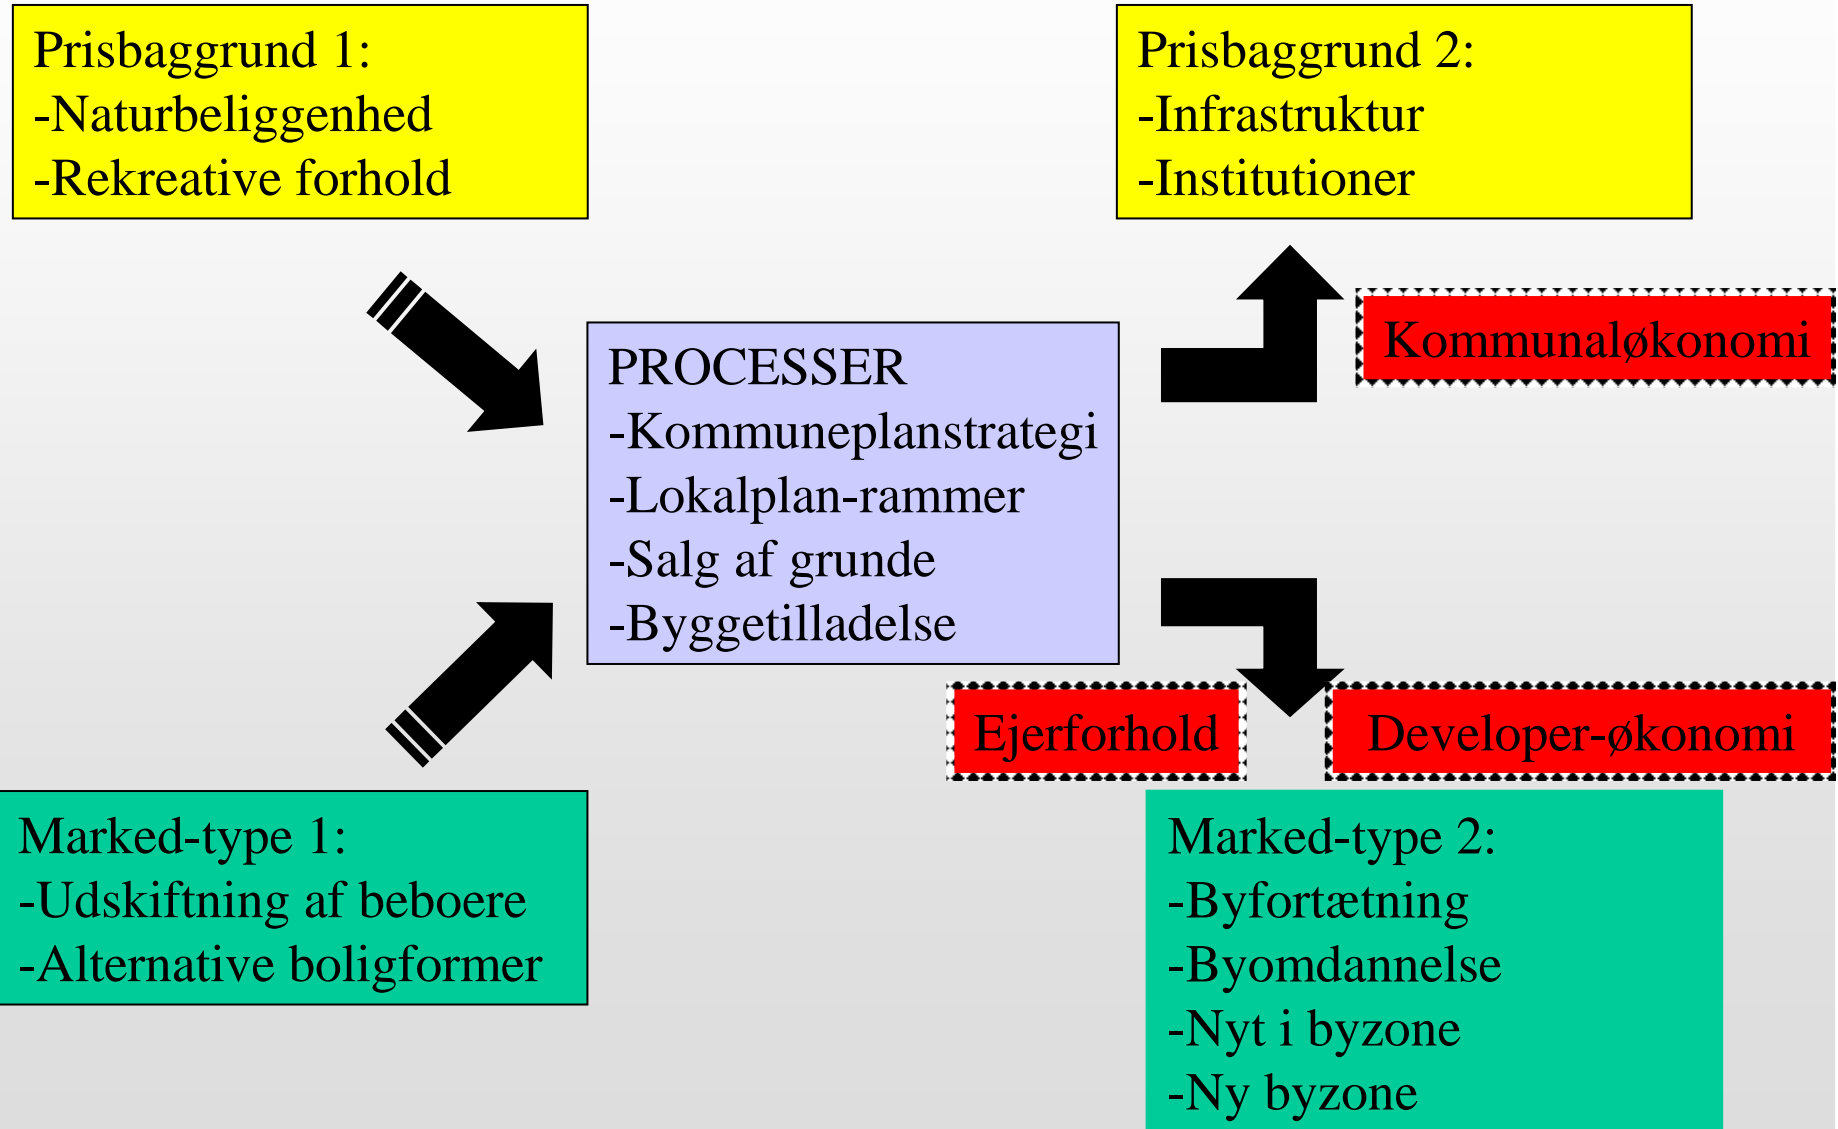 Prisbaggrund 1:
-Naturbeliggenhed
-Rekreative forhold
Prisbaggrund 2:
-Infrastruktur
-Institutioner
Kommunaløkonomi
PROCESSER
-Kommuneplanstrategi
-Lokalplan-rammer
-Salg af grunde
-Byggetilladelse
Ejerforhold
Developer-økonomi
Marked-type 1:
-Udskiftning af beboere
-Alternative boligformer
Marked-type 2:
-Byfortætning
-Byomdannelse
-Nyt i byzone
-Ny byzone